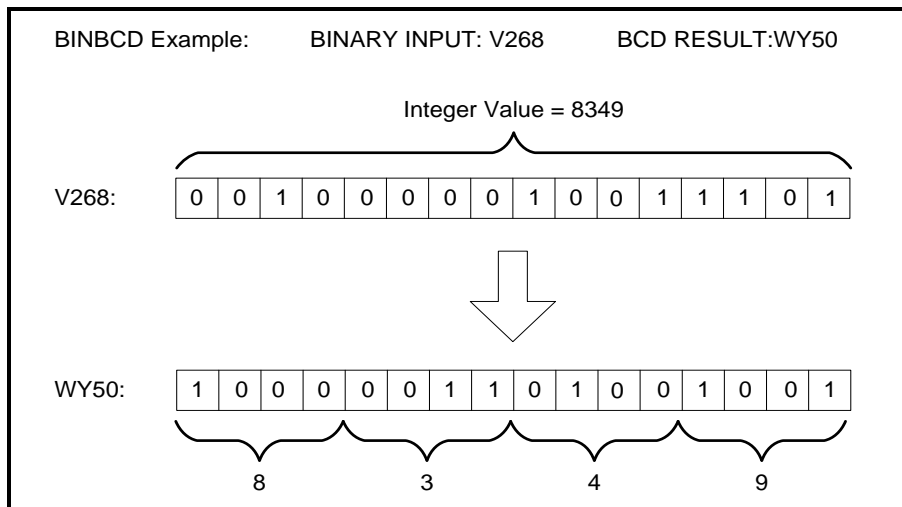 BINBCD Example: BINARY INPUT: V268 BCD RESULT:WY50
Integer Value = 8349
V268: 0 0 1 0 0 0 0 0 1 0 0 1 1 1 0 1
WY50: 1 0 0 0 0 0 1 1 0 1 0 0 1 0 0 1
8 3 4 9